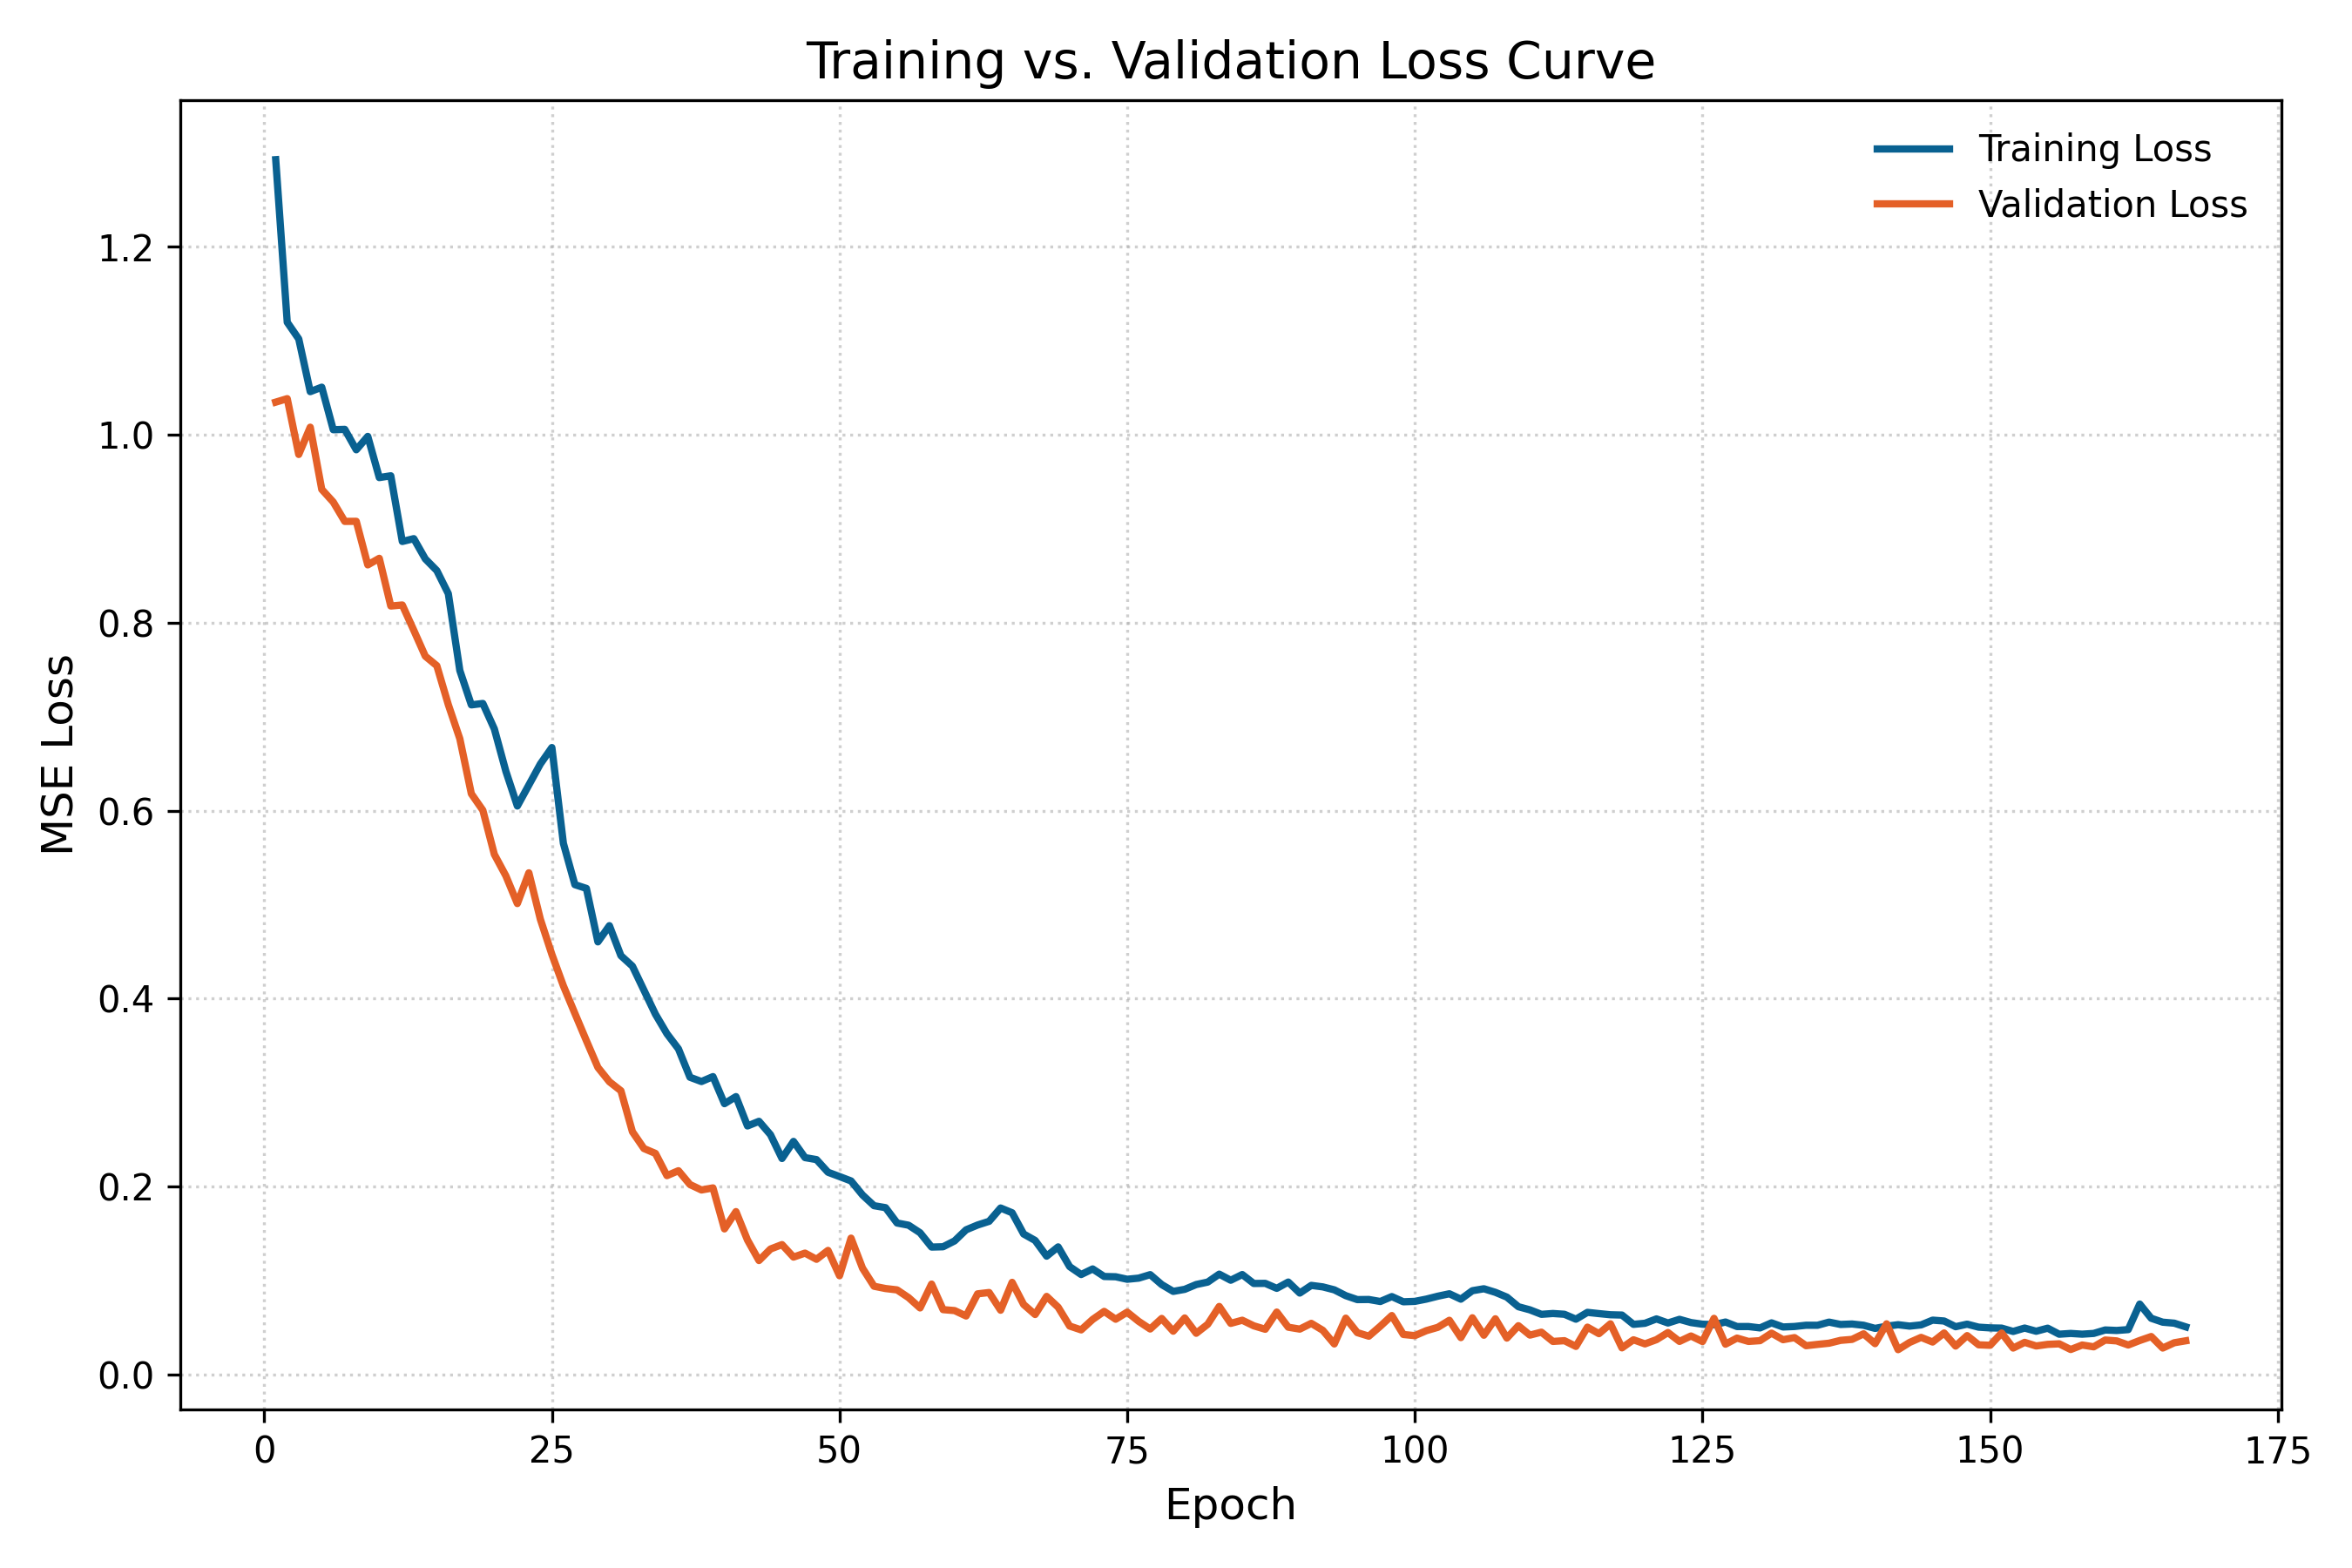 Training vs. Validation Loss Curve
Training Loss
Validation Loss
MSE Loss
1.2
1.0
0.8
0.6
0.4
0.2
0.0
0 25 50 75 100 125 150 175
Epoch